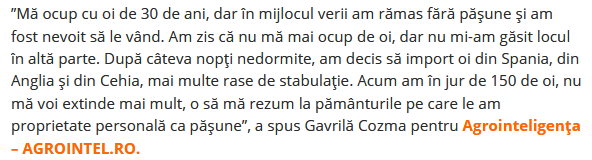 ”Mă ocup cu oi de 30 de ani, dar în mijlocul verii am rămas fără pășune și am
fost nevoit să le vând. Am zis că nu mă mai ocup de oi, dar nu mi-am găsit locul
în altă parte. După câteva nopți nedormite, am decis să import oi din Spania, din
Anglia și din Cehia, mai multe rase de stabulație. Acum am în jur de 150 de oi, nu
mă voi extinde mai mult, o să mă rezum la pământurile pe care le am
proprietate personală ca pășune”, a spus Gavrilă Cozma pentru Agrointeligența
– AGROINTEL.RO.